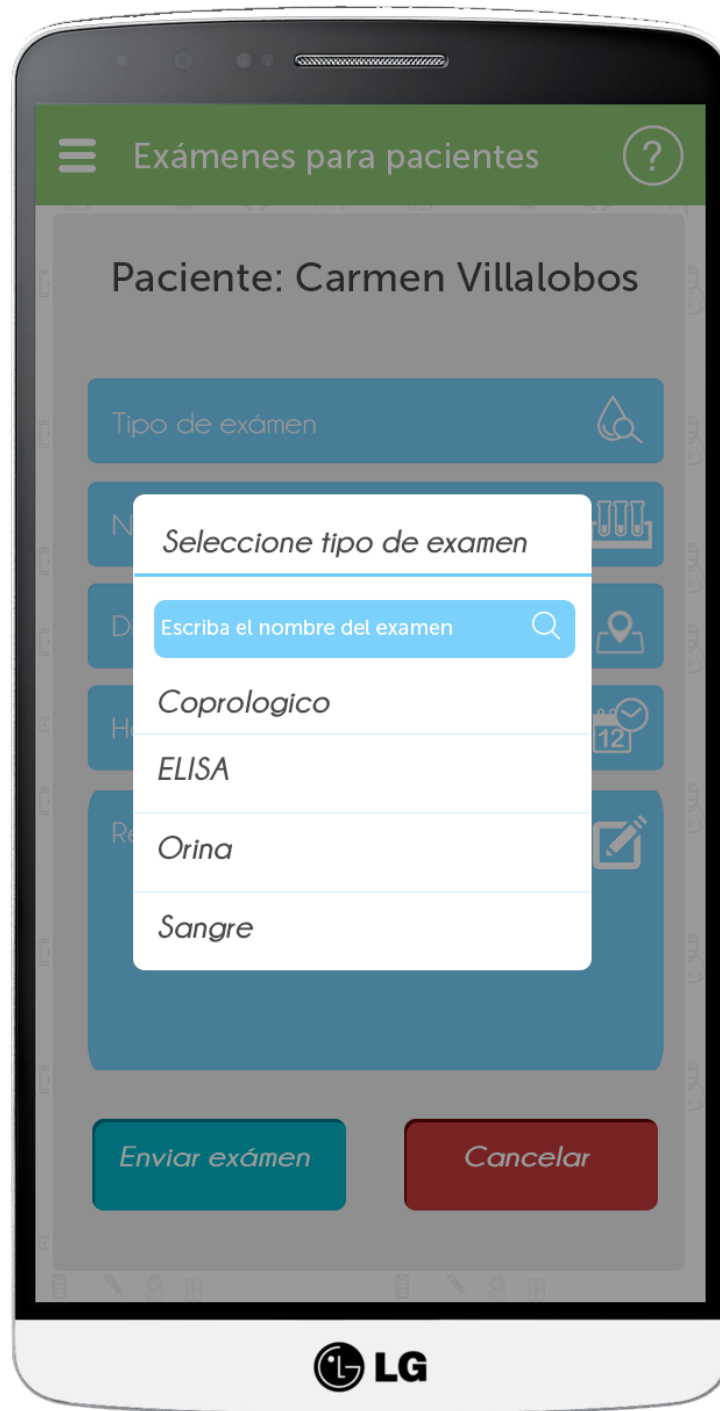 Exámenes para pacientes
?
Paciente: Carmen Villalobos
Tipo de exámen
Seleccione tipo de examen
Escriba el nombre del examen
12
Coprologico
ELISA
Orina
Sangre
Enviar exámen
Cancelar
LG